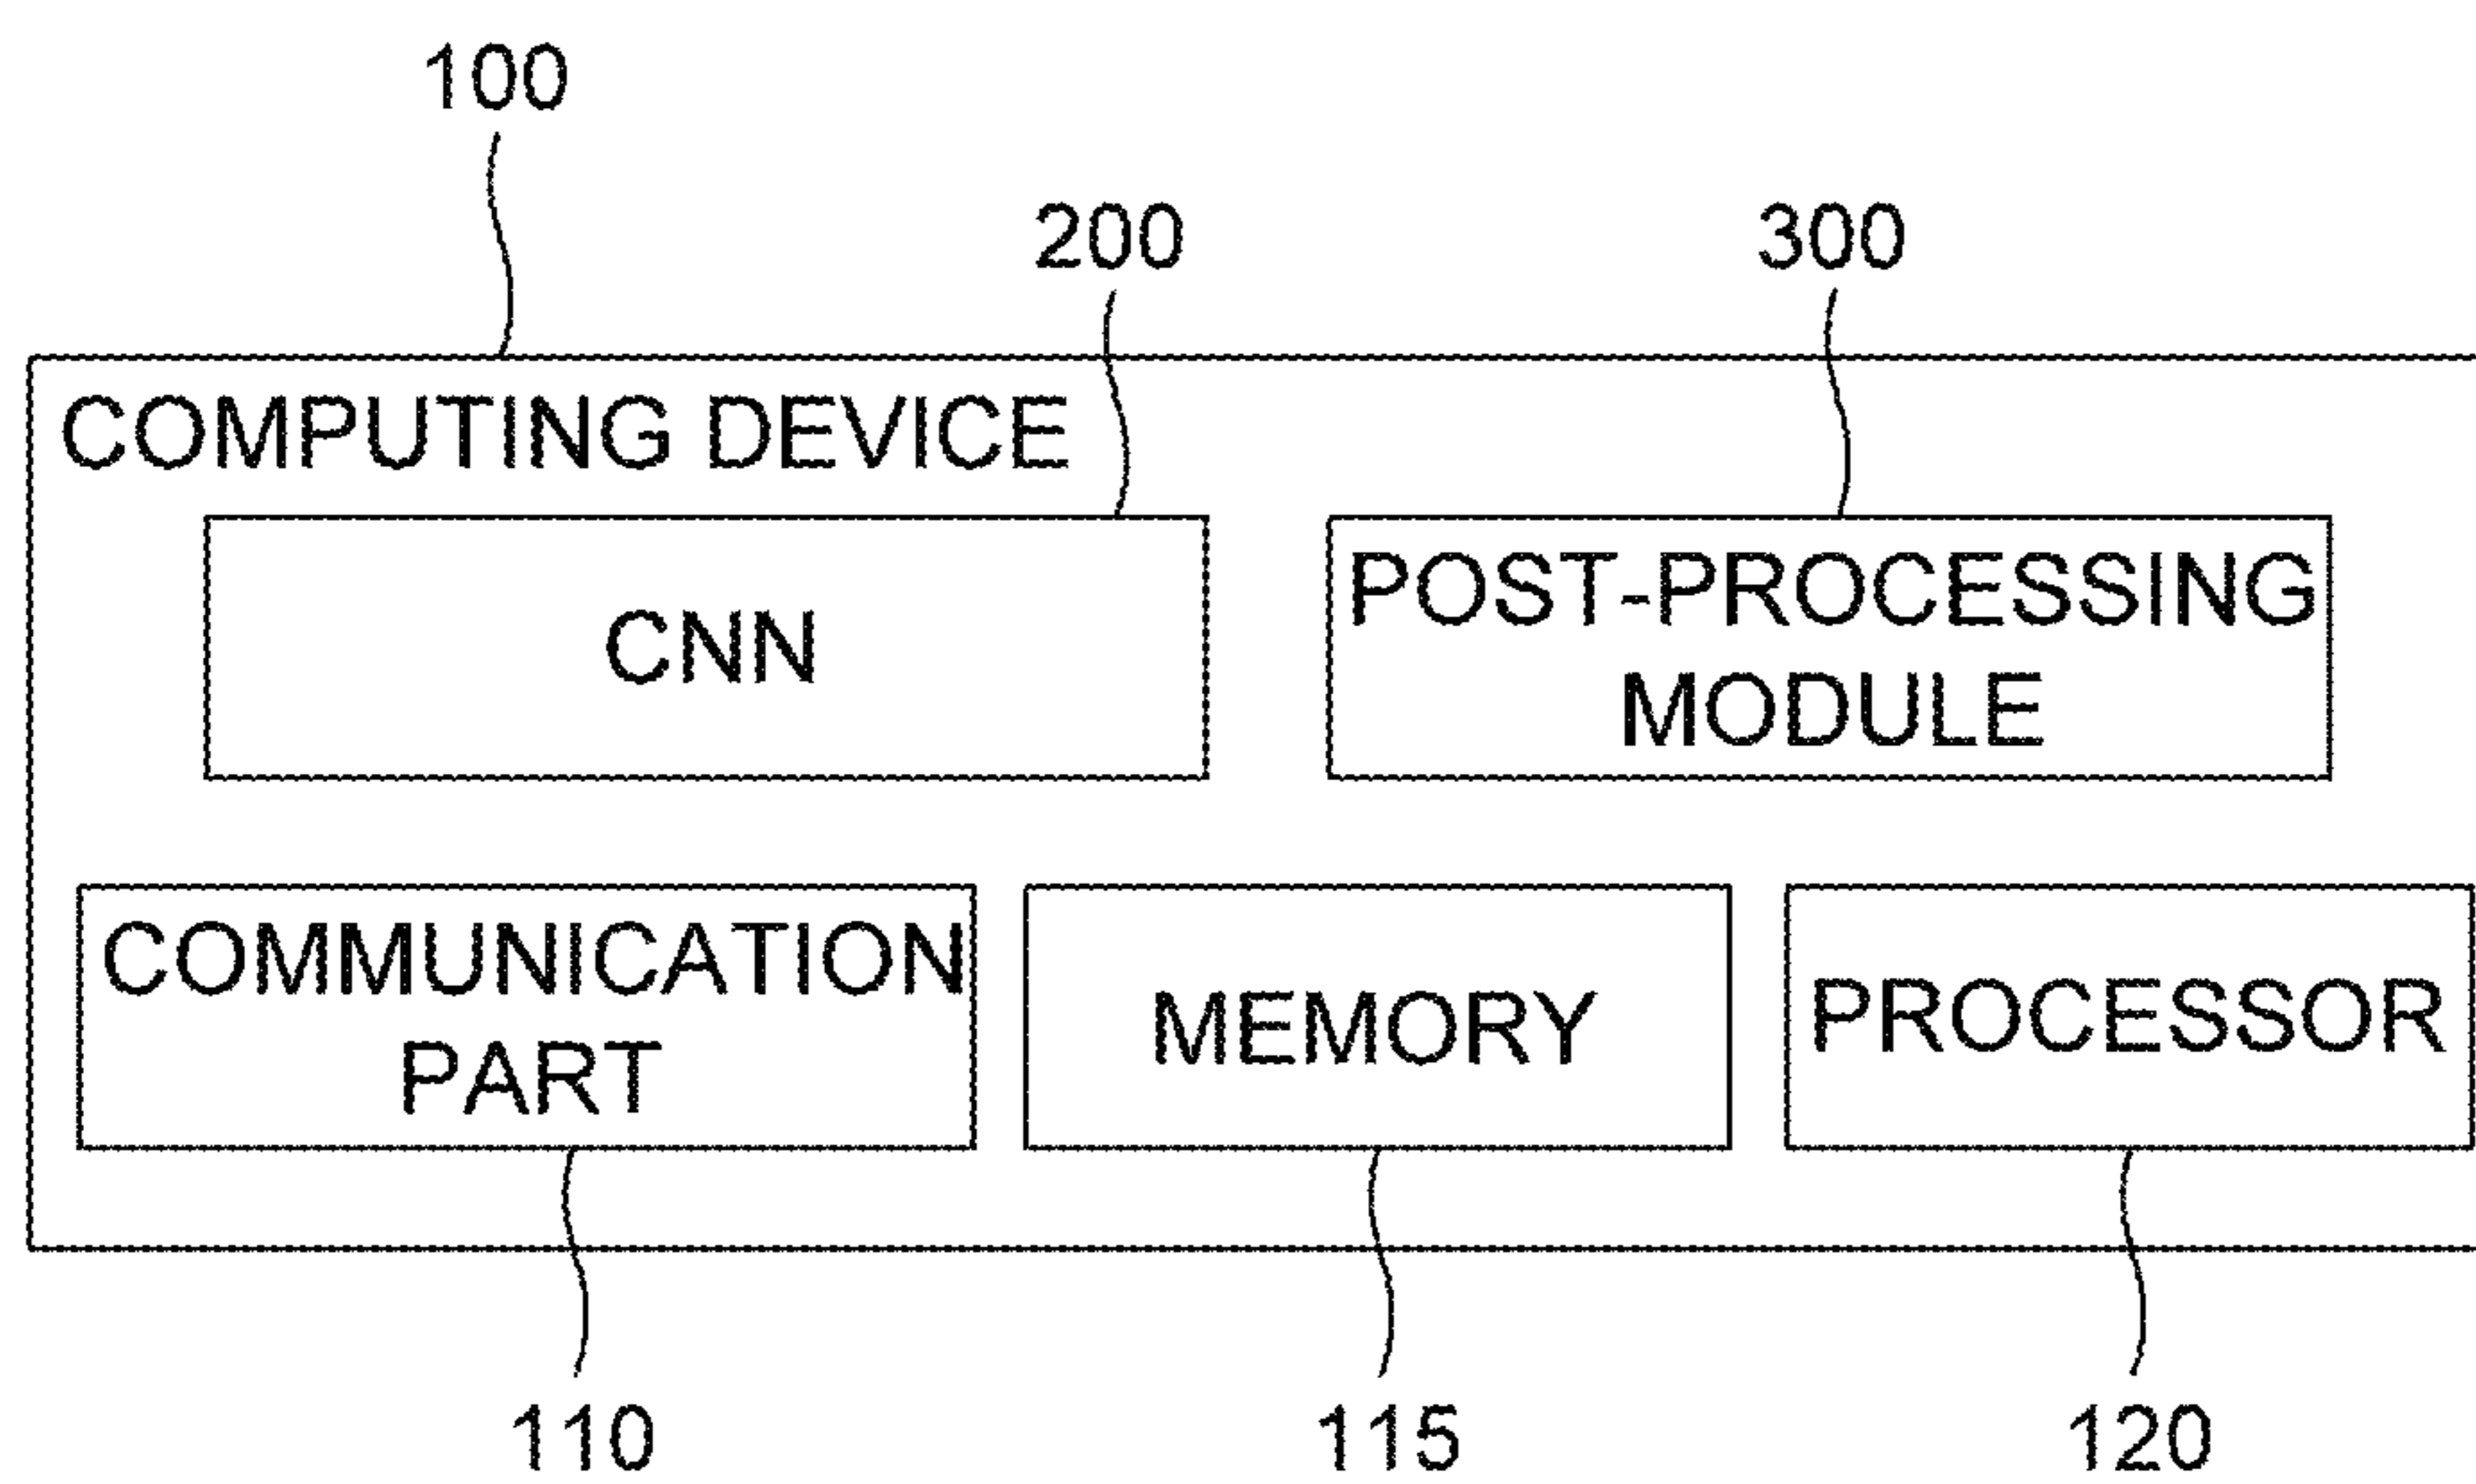 100
200
300
COMPUTING DEVICE
CNN
POST-PROCESSING
MODULE
COMMUNICATION
PART
MEMORY
PROCESSOR
110
115
120